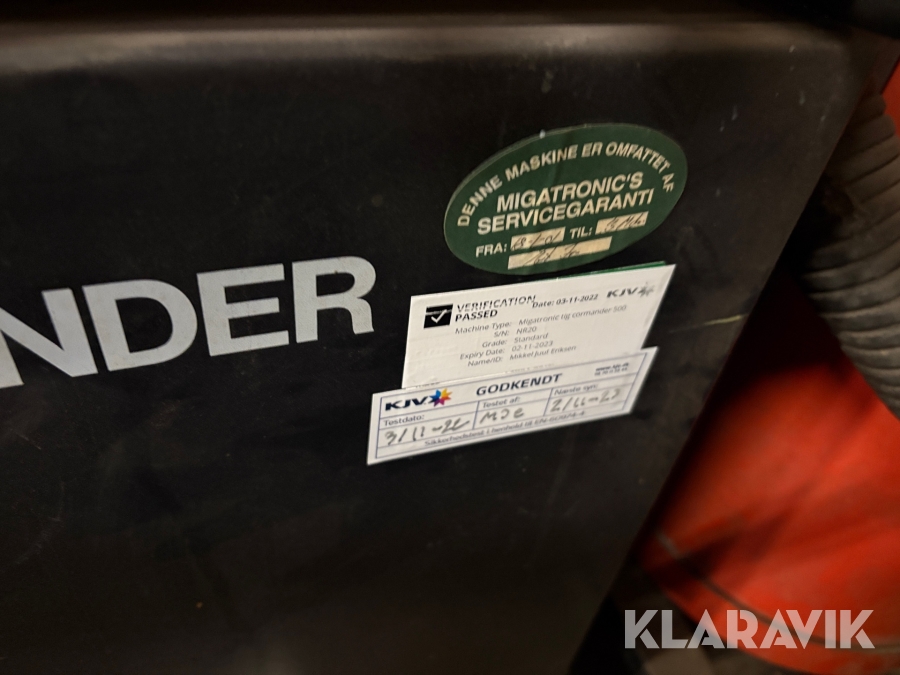 DENNE MASKINE ER OMFATTET AF
MIGATRONIC'S
SERVICEGARANTI
FRA: TIL:
NDER
VERIFICATION Date: 03-11-2022 KJV
PASSED
Machine Type: Migatronic tig commander 500
S/N: NR20
Grade: Standard
Expiry Date: 02-11-2023
Name/ID: Mikkel Juul Eriksen
KJV GODKENDT
Testdato: Testet af: Næste syn:
3/11-22 MJE 2/11-23
KLARAVIK